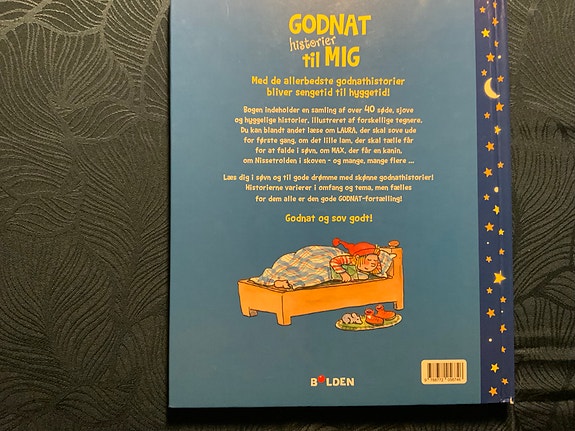 GODNAT
historier
til MIG
Med de allerbedste godnathistorier
bliver sengetid til hyggetid!
Bogen indeholder en samling af over 40 søde, sjove
og hyggelige historier, illustreret af forskellige tegnere.
Du kan blandt andet læse om LAURA, der skal sove ude
for første gang, om det lille lam, der skal tælle får
for at falde i søvn, om MAX, der får en kanin,
om Nissetrolden i skoven - og mange, mange flere ...
Læs dig i søvn og til gode drømme med skønne godnathistorier!
Historierne varierer i omfang og tema, men fælles
for dem alle er den gode GODNAT-fortælling!
Godnat og sov godt!
BOLDEN